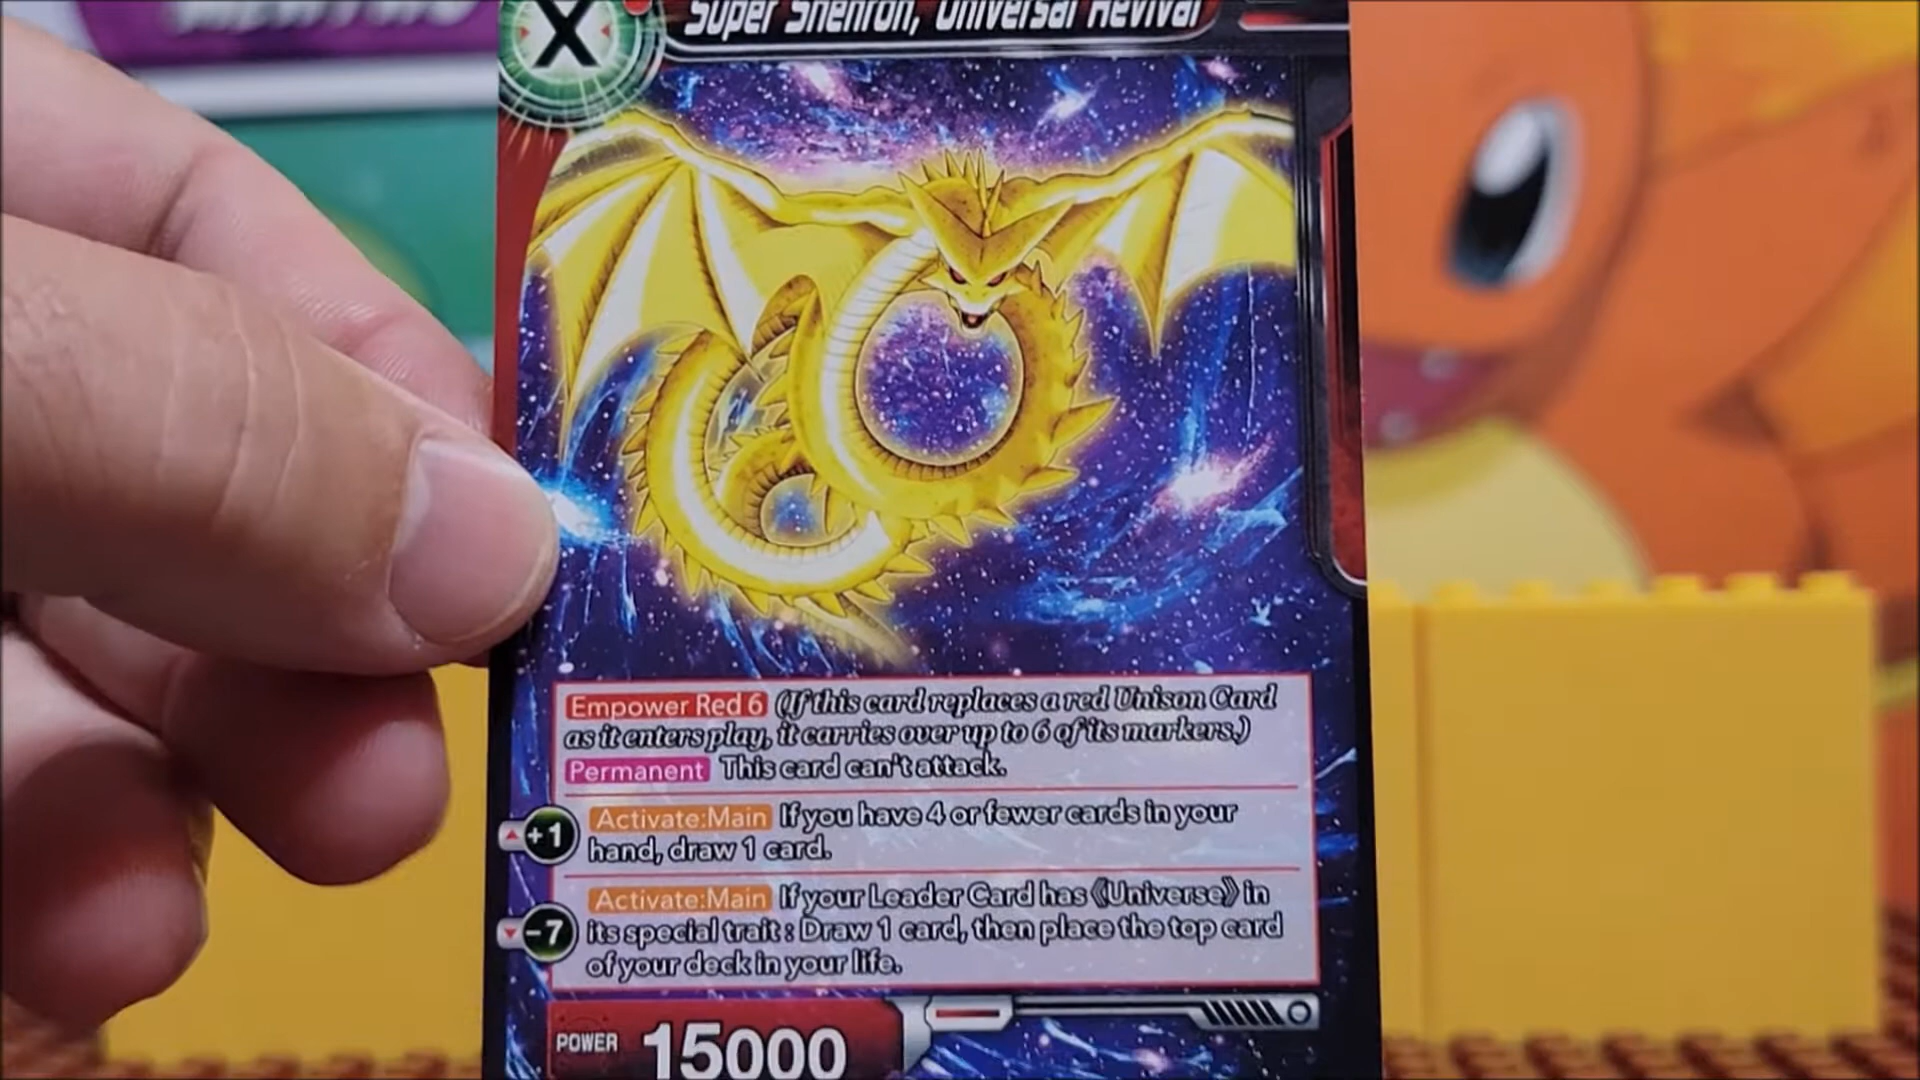 X
Super Shenron, Universal Revival
Empower Red 6 (If this card replaces a red Unison Card
as it enters play, it carries over up to 6 of its markers.)
Permanent This card can't attack.
+1 Activate:Main If you have 4 or fewer cards in your
hand, draw 1 card.
-7 Activate:Main If your Leader Card has 《Universe》 in
its special trait : Draw 1 card, then place the top card
of your deck in your life.
POWER 15000